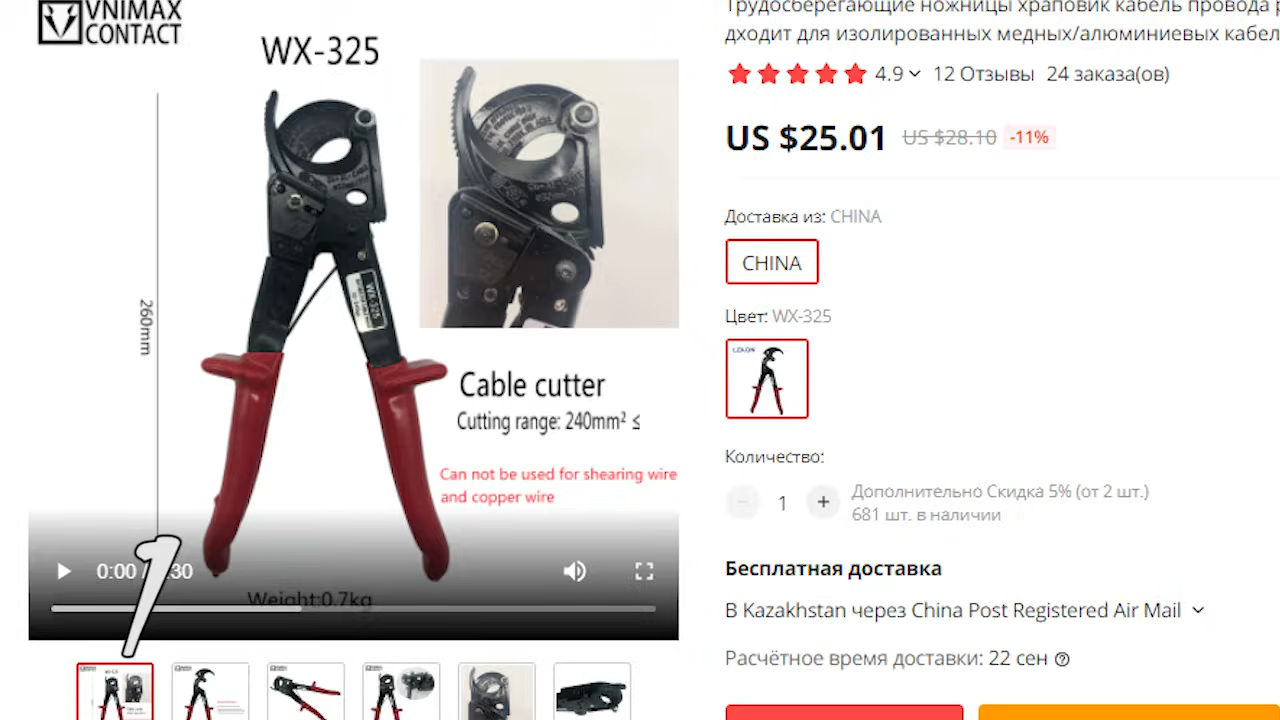 VNIMAX
CONTACT
WX-325
260mm
WX-325
Cable cutter
Cutting range: 240mm² ≤
Can not be used for shearing wire
and copper wire
0:00
30
Weight:0.7kg
1
Трудосберегающие ножницы храповик кабель провода
дходит для изолированных медных/алюминиевых кабел
4.9 12 Отзывы 24 заказа(ов)
US $25.01 US $28.10 -11%
Доставка из: CHINA
CHINA
Цвет: WX-325
Количество:
1
Дополнительно Скидка 5% (от 2 шт.)
681 шт. в наличии
Бесплатная доставка
В Kazakhstan через China Post Registered Air Mail
Расчётное время доставки: 22 сен